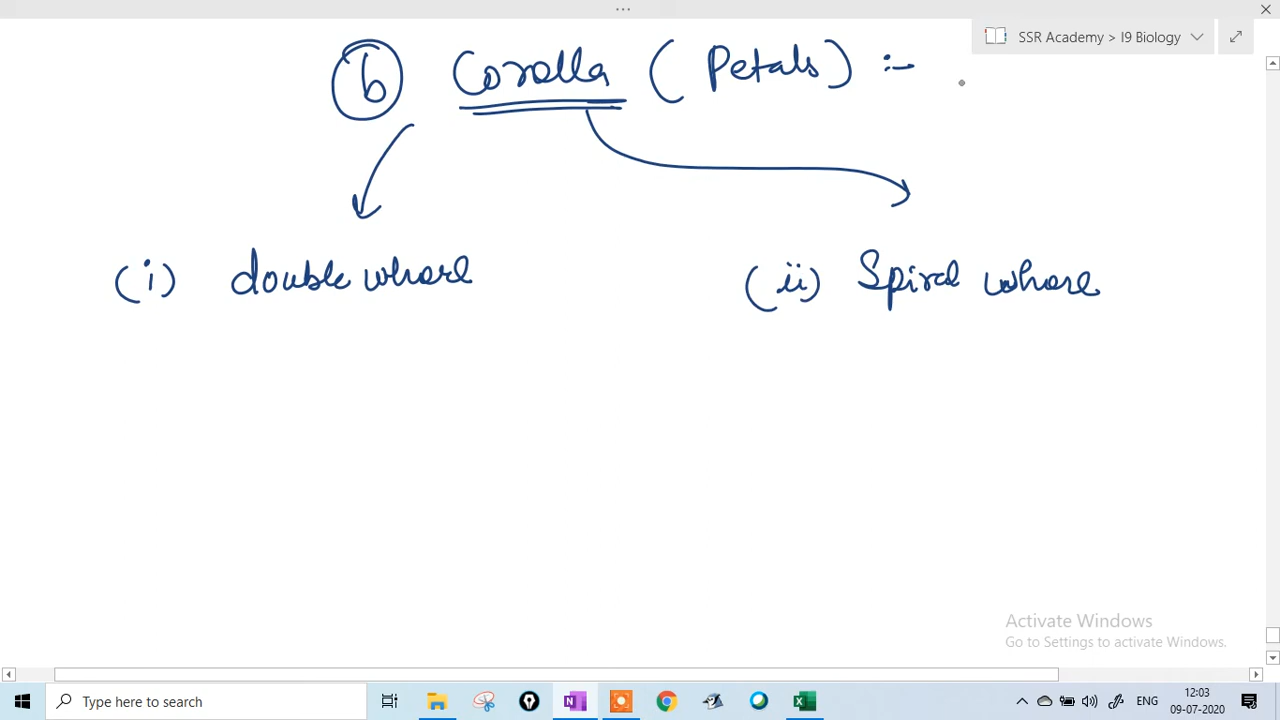 SSR Academy > I9 Biology
b Corolla (Petals) :-
(i) double whorl
(ii) Spiral whorl
Activate Windows
Go to Settings to activate Windows.
Type here to search
ENG
12:03
09-07-2020